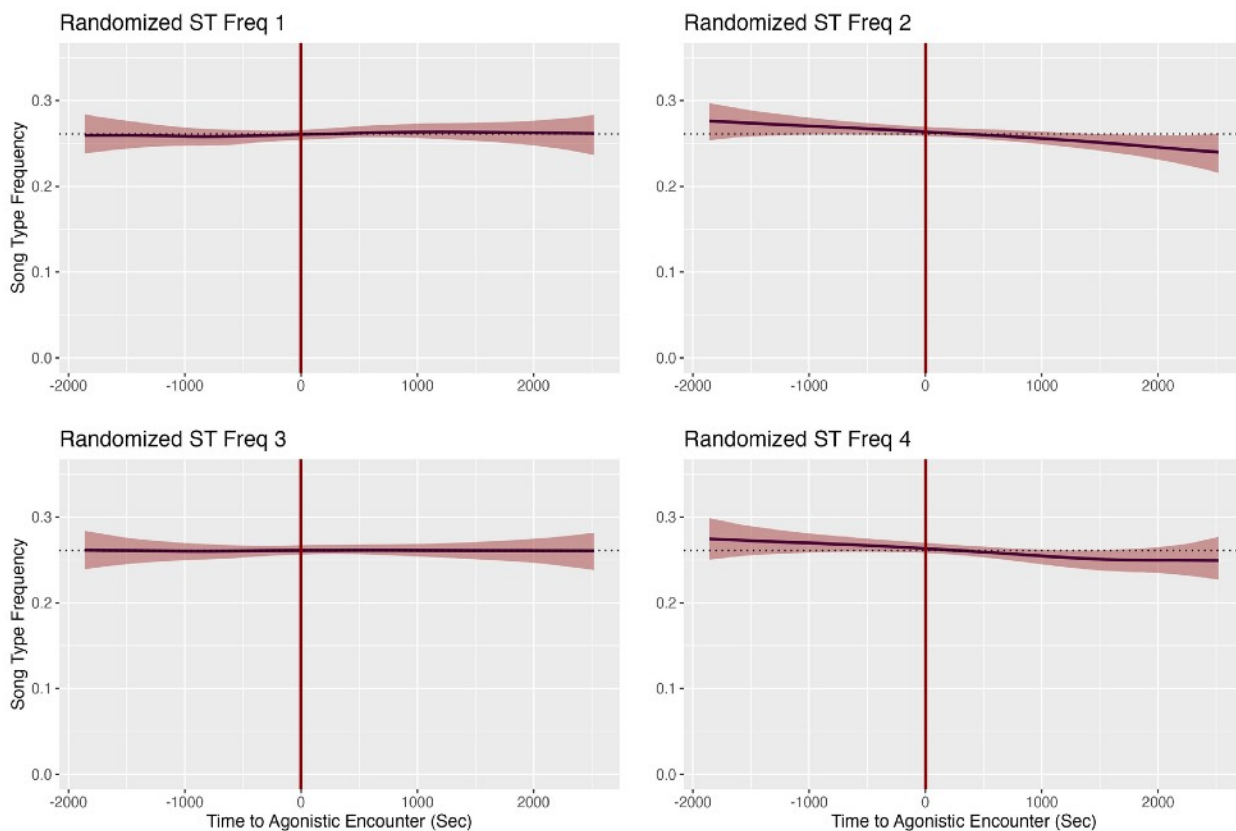 Randomized ST Freq 1
Randomized ST Freq 2
0.3
0.2
0.1
0.0
Song Type Frequency
-2000 -1000 0 1000 2000
0.3
0.2
0.1
0.0
-2000 -1000 0 1000 2000
Randomized ST Freq 3
Randomized ST Freq 4
0.3
0.2
0.1
0.0
Song Type Frequency
-2000 -1000 0 1000 2000
Time to Agonistic Encounter (Sec)
0.3
0.2
0.1
0.0
-2000 -1000 0 1000 2000
Time to Agonistic Encounter (Sec)